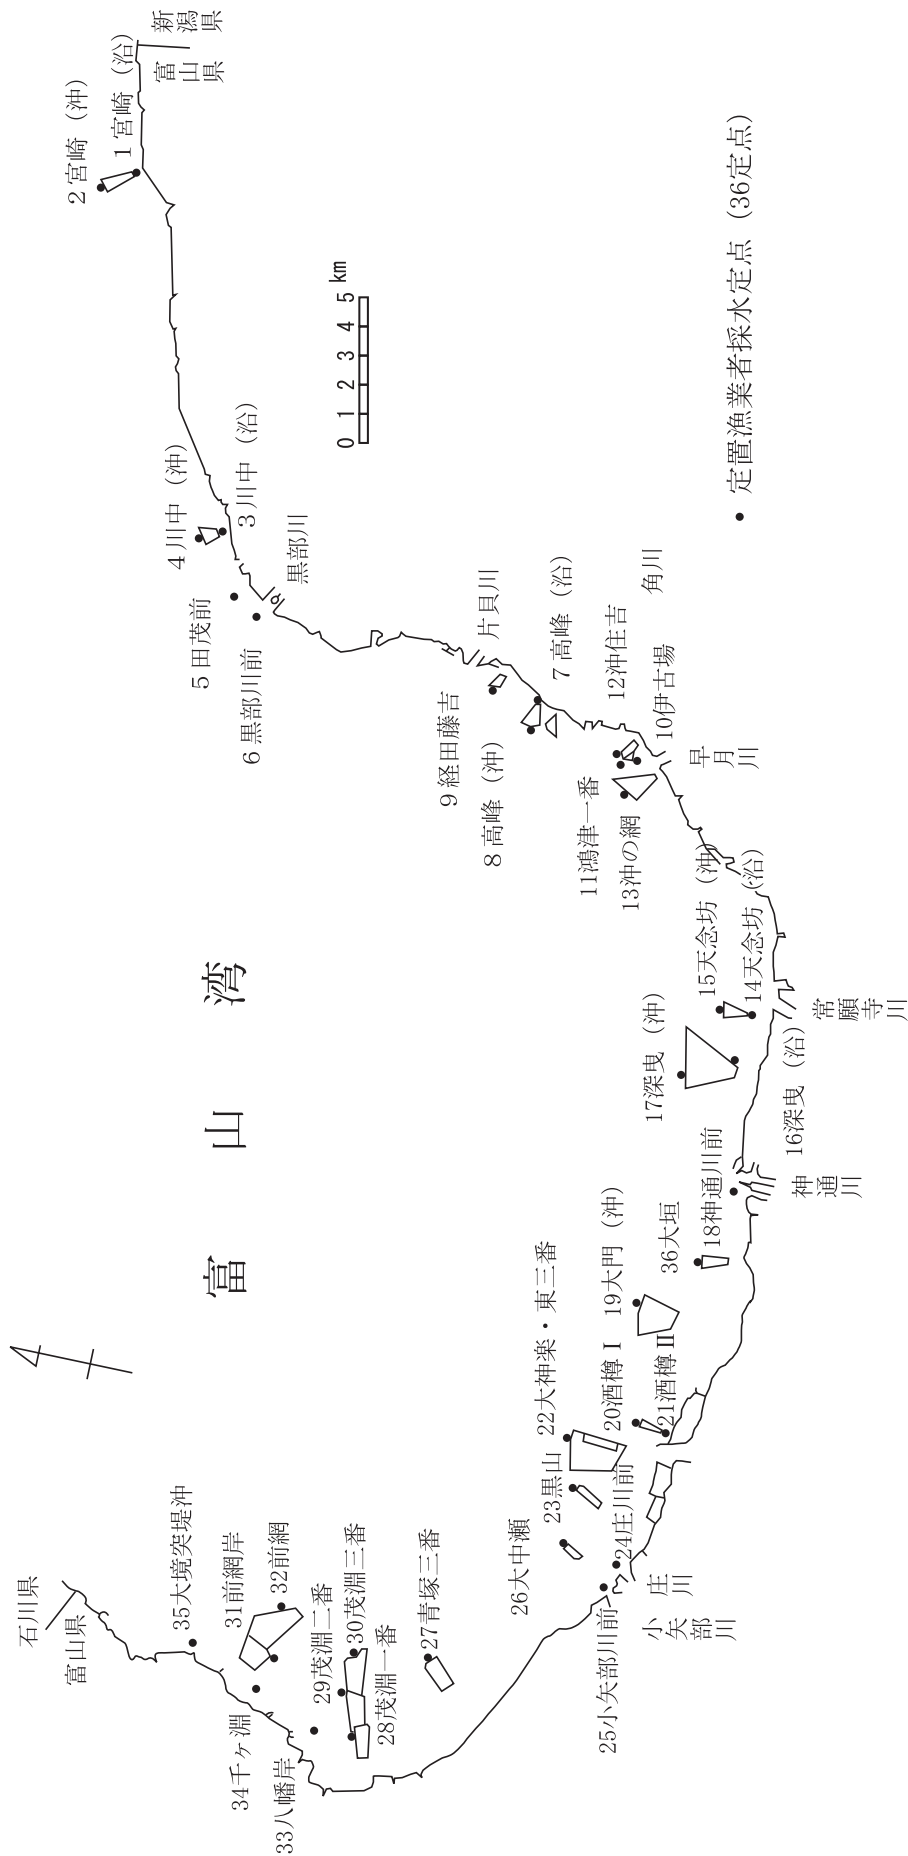 新潟県
富山県
1宮崎（沿）
2宮崎（沖）
3川中（沿）
4川中（沖）
5田茂前
6黒部川前
黒部川
0 1 2 3 4 5 km
片貝川
7高峰（沿）
8高峰（沖）
9経田藤吉
角川
10伊古場
11鴻津一番
12沖住吉
13沖の網
早月川
14天念坊（沿）
15天念坊（沖）
常願寺川
16深曳（沿）
17深曳（沖）
18神通川前
神通川
36大垣
19大門（沖）
20酒樽Ⅰ
21酒樽Ⅱ
22大神楽・東三番
23黒山
24庄川前
庄川
25小矢部川前
小矢部川
26大中瀬
27青塚三番
28茂淵一番
29茂淵二番
30茂淵三番
31前網岸
32前網
33八幡岸
34千ヶ淵
35大境突堤沖
石川県
富山県
富山湾
● 定置漁業者採水定点（36定点）